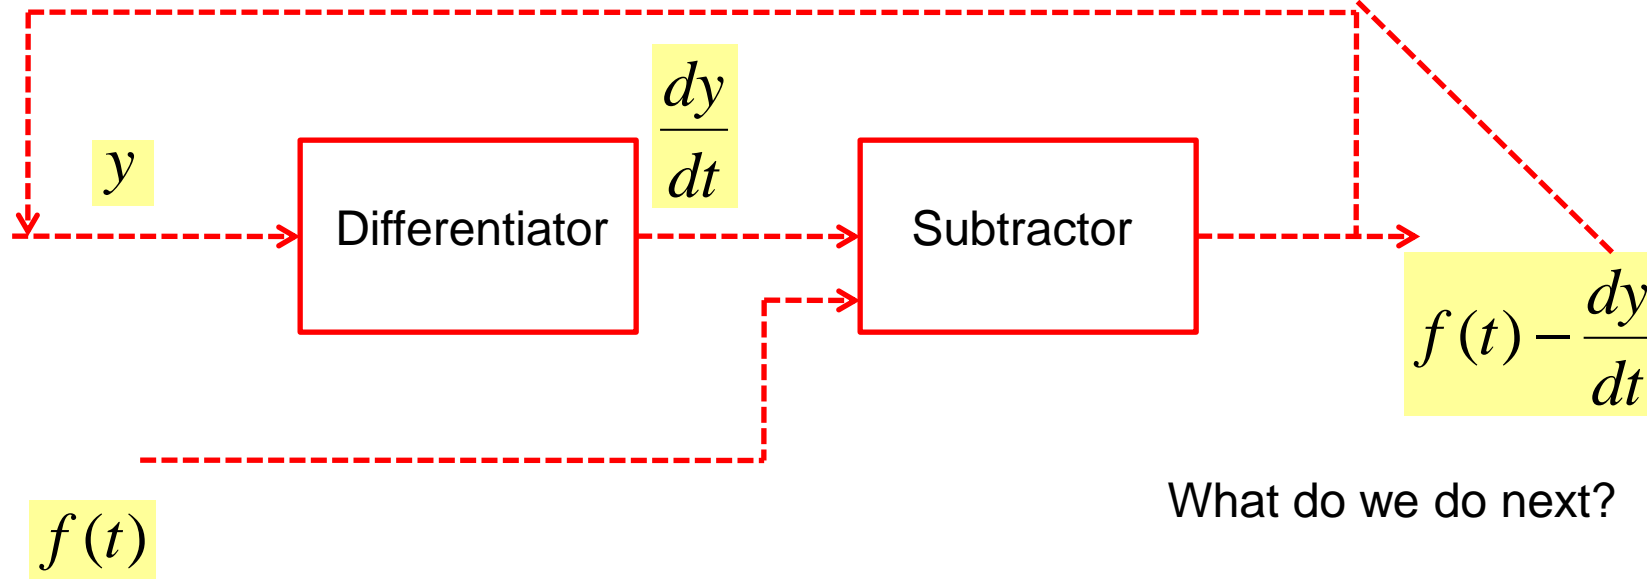 y
dy
dt
Differentiator
Subtractor
f(t) − dy/dt
What do we do next?
f(t)